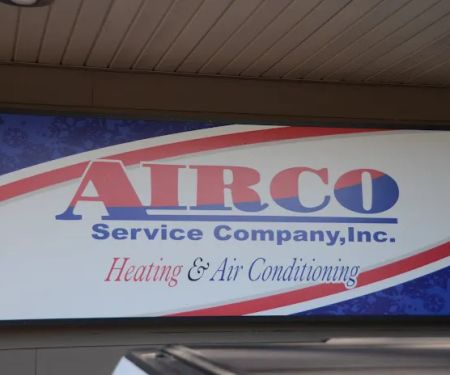 AIRCO
Service Company,Inc.
Heating & Air Conditioning